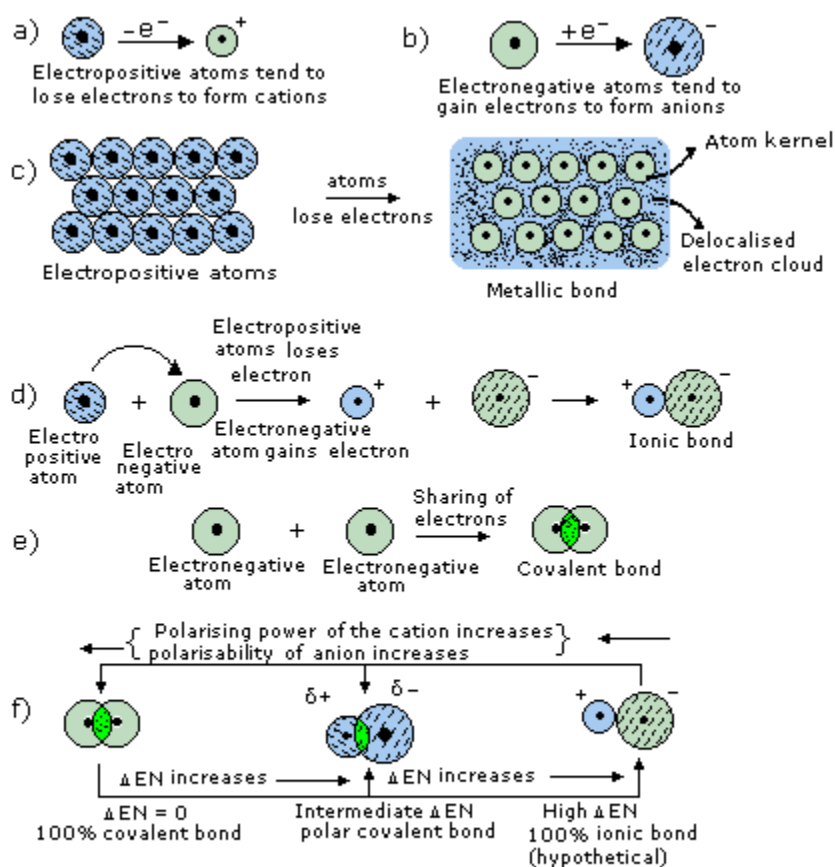 a)
−e⁻
+
Electropositive atoms tend to
lose electrons to form cations
b)
+e⁻
−
Electronegative atoms tend to
gain electrons to form anions
c)
Electropositive atoms
atoms
lose electrons
Atom kernel
Delocalised
electron cloud
Metallic bond
d)
Electro
positive
atom
+
Electro
negative
atom
Electropositive
atoms loses
electron
Electronegative
atom gains electron
+
+
−
+
−
Ionic bond
e)
Electronegative
atom
+
Electronegative
atom
Sharing of
electrons
Covalent bond
{ Polarising power of the cation increases }
polarisability of anion increases
f)
δ+
δ−
+
−
ΔEN increases
ΔEN increases
ΔEN = 0
100% covalent bond
Intermediate ΔEN
polar covalent bond
High ΔEN
100% ionic bond
(hypothetical)